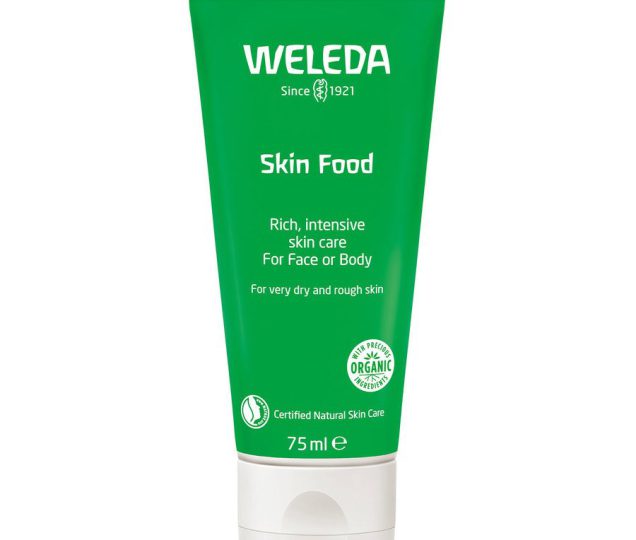 WELEDA
Since 1921
Skin Food
Rich, intensive
skin care
For Face or Body
For very dry and rough skin
WITH PRECIOUS
ORGANIC
INGREDIENTS
Certified Natural Skin Care
75 ml e